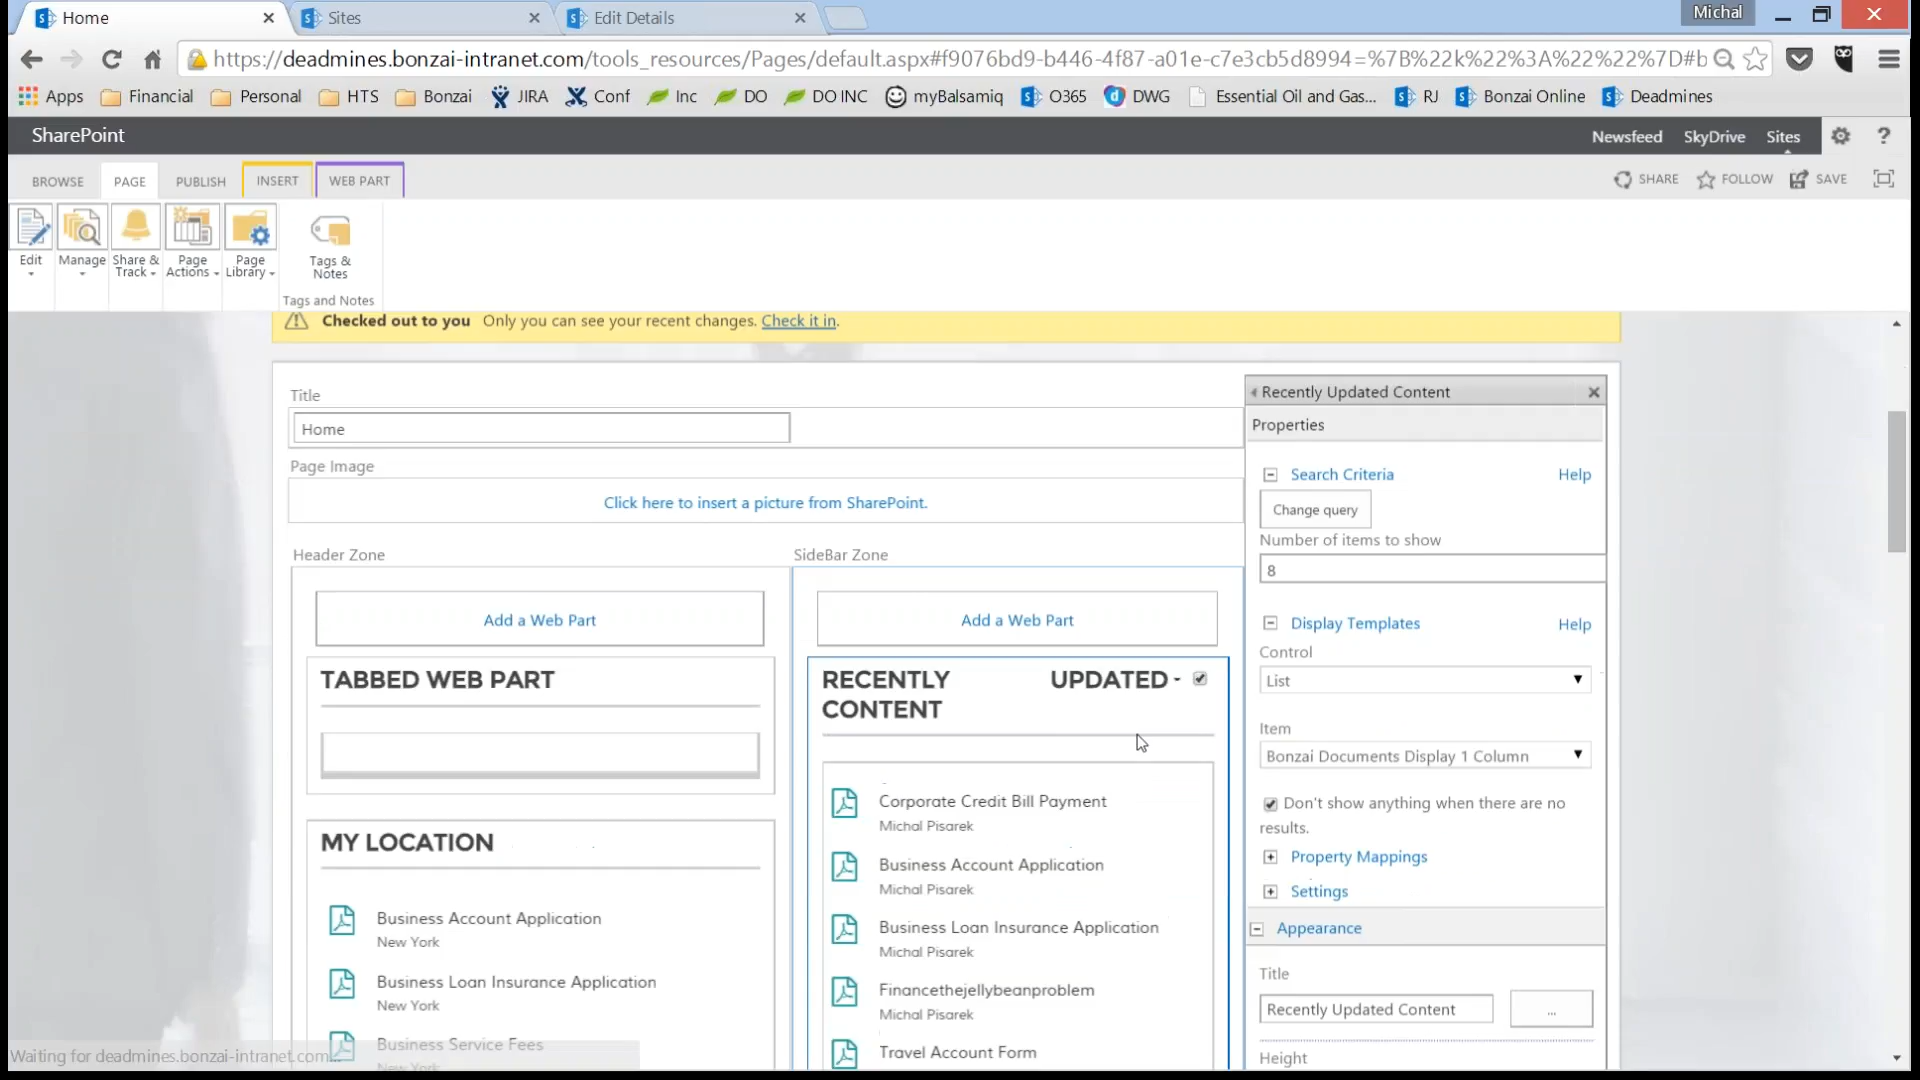 Home
Sites
Edit Details
Michal
https://deadmines.bonzai-intranet.com/tools_resources/Pages/default.aspx#f9076bd9-b446-4f87-a01e-c7e3cb5d8994=%7B%22k%22%3A%22%22%7D#b
Apps Financial Personal HTS Bonzai JIRA Conf Inc DO DO INC myBalsamiq O365 DWG Essential Oil and Gas... RJ Bonzai Online Deadmines
SharePoint
Newsfeed SkyDrive Sites ?
BROWSE PAGE PUBLISH INSERT WEB PART
SHARE FOLLOW SAVE
Edit
Manage
Share &
Track
Page
Actions
Page
Library
Tags &
Notes
Tags and Notes
Checked out to you Only you can see your recent changes. Check it in.
Title
Home
Page Image
Click here to insert a picture from SharePoint.
Header Zone
Add a Web Part
TABBED WEB PART
MY LOCATION
Business Account Application
New York
Business Loan Insurance Application
New York
Business Service Fees
New York
SideBar Zone
Add a Web Part
RECENTLY UPDATED
CONTENT
Corporate Credit Bill Payment
Michal Pisarek
Business Account Application
Michal Pisarek
Business Loan Insurance Application
Michal Pisarek
Financethejellybeanproblem
Michal Pisarek
Travel Account Form
Recently Updated Content
Properties
Search Criteria Help
Change query
Number of items to show
8
Display Templates Help
Control
List
Item
Bonzai Documents Display 1 Column
Don't show anything when there are no
results.
Property Mappings
Settings
Appearance
Title
Recently Updated Content
...
Height
Waiting for deadmines.bonzai-intranet.com...